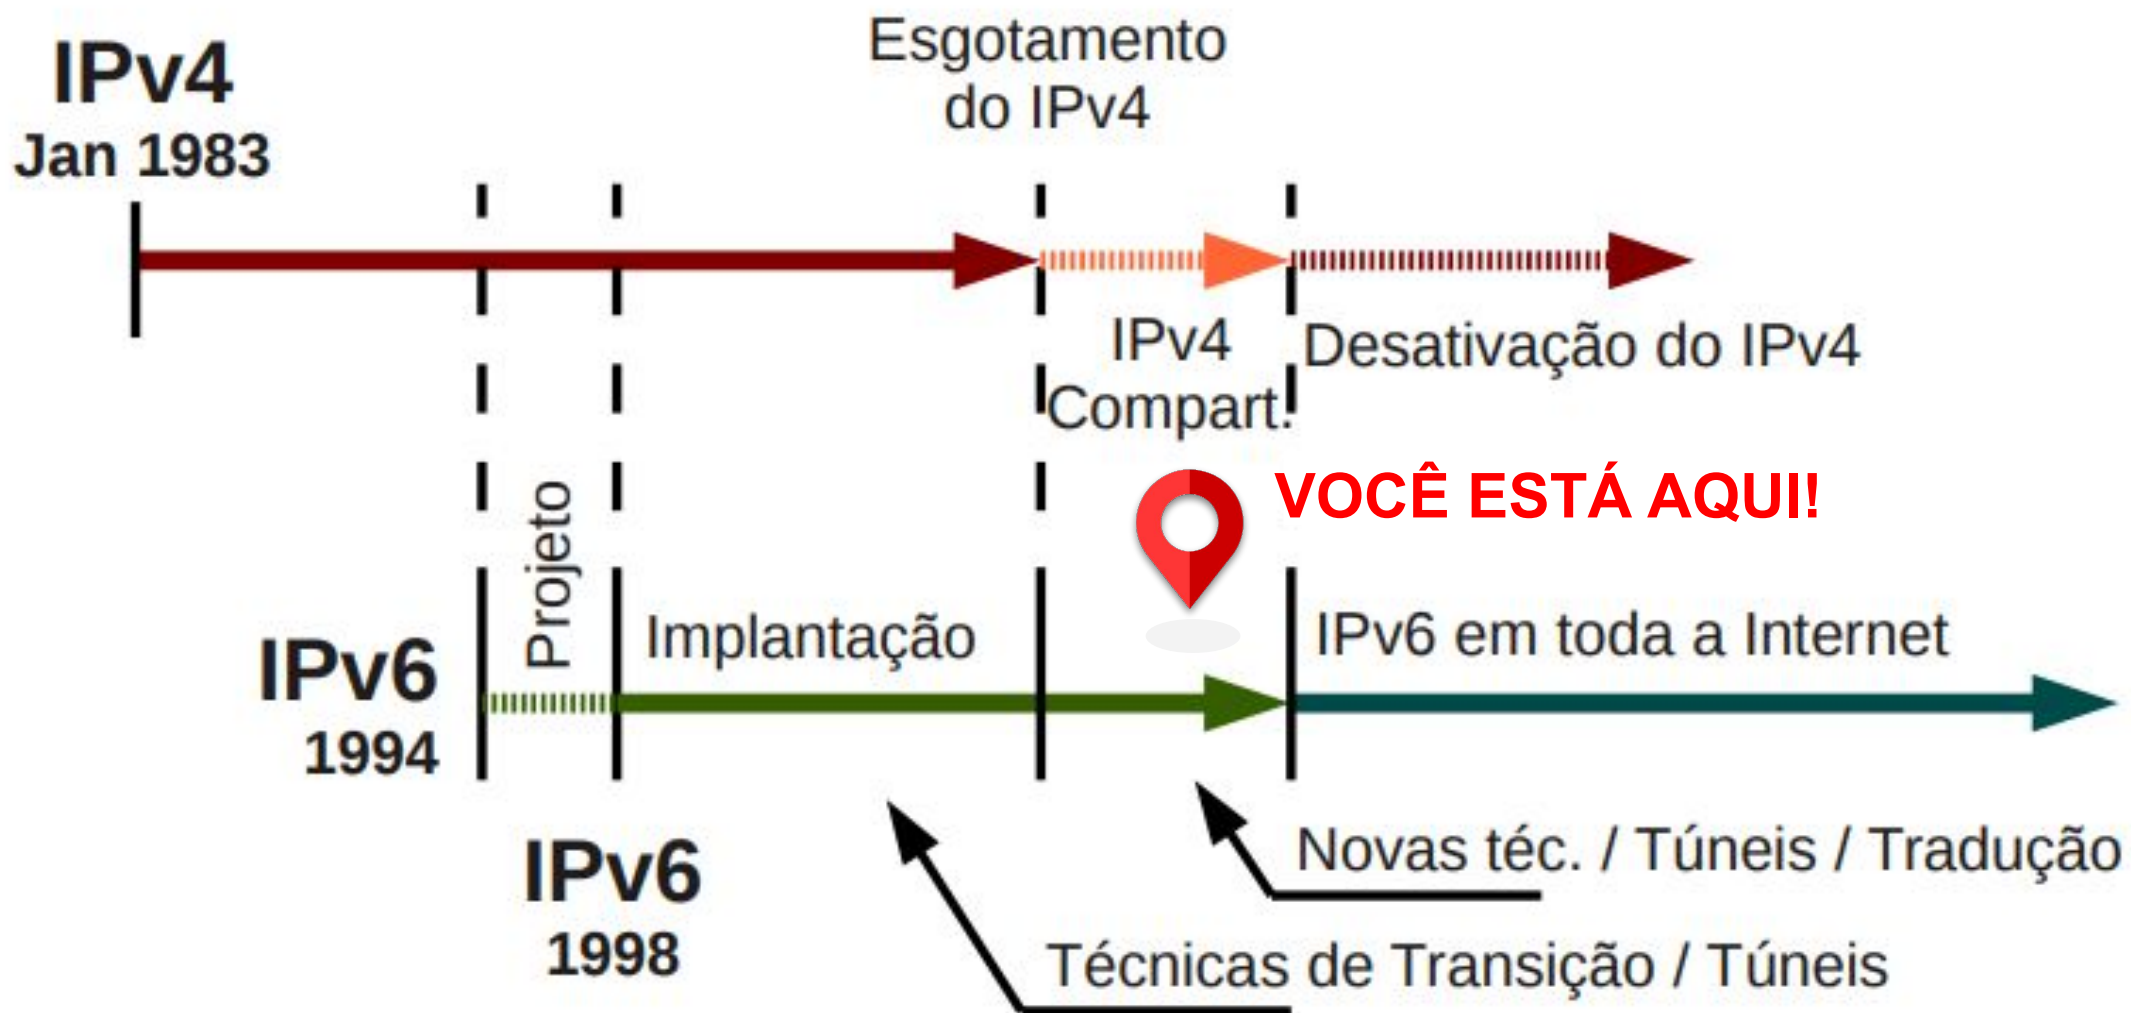 IPv4
Jan 1983
Esgotamento
do IPv4
IPv4
Compart.
Desativação do IPv4
VOCÊ ESTÁ AQUI!
Projeto
Implantação
IPv6 em toda a Internet
IPv6
1994
IPv6
1998
Novas téc. / Túneis / Tradução
Técnicas de Transição / Túneis